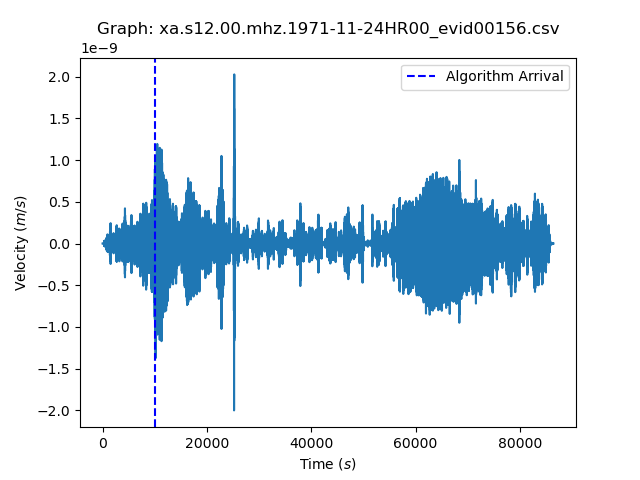 Graph: xa.s12.00.mhz.1971-11-24HR00_evid00156.csv
1e−9
Algorithm Arrival
2.0
1.5
1.0
0.5
0.0
−0.5
−1.0
−1.5
−2.0
Velocity (m/s)
0 20000 40000 60000 80000
Time (s)